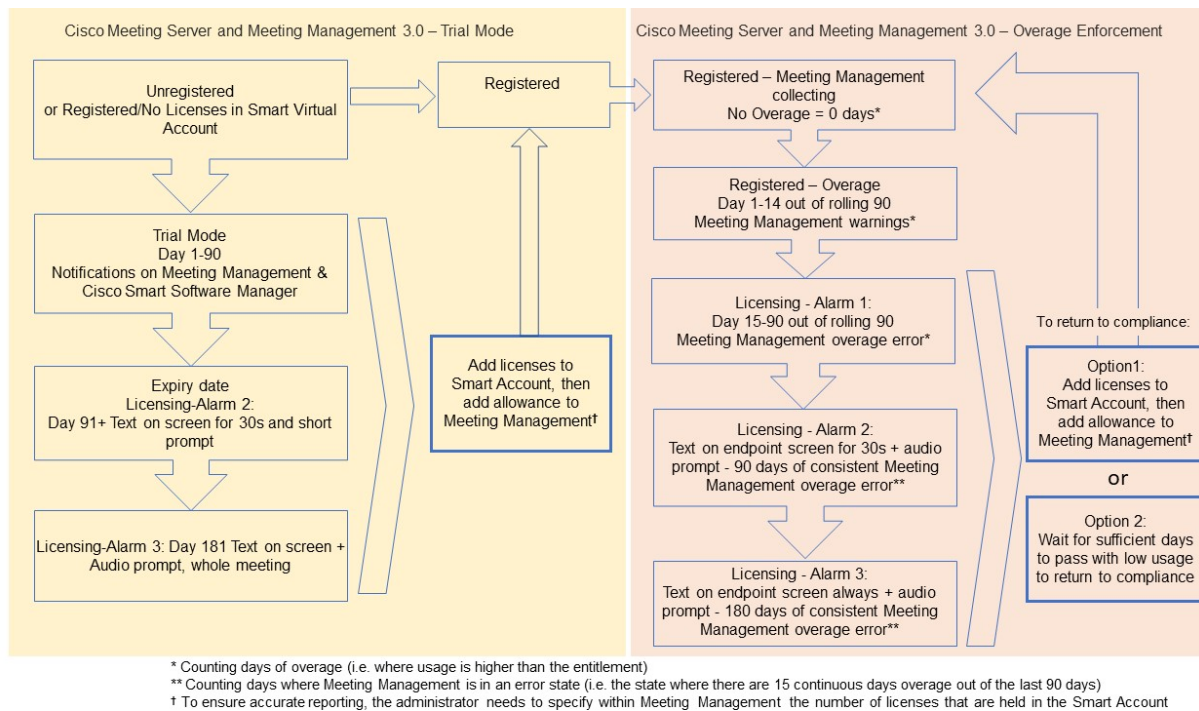 Cisco Meeting Server and Meeting Management 3.0 – Trial Mode
Unregistered
or Registered/No Licenses in Smart Virtual
Account
Registered
Trial Mode
Day 1-90
Notifications on Meeting Management &
Cisco Smart Software Manager
Expiry date
Licensing-Alarm 2:
Day 91+ Text on screen for 30s and short
prompt
Licensing-Alarm 3: Day 181 Text on screen +
Audio prompt, whole meeting
Add licenses to
Smart Account, then
add allowance to
Meeting Management†
Cisco Meeting Server and Meeting Management 3.0 – Overage Enforcement
Registered – Meeting Management
collecting
No Overage = 0 days*
Registered – Overage
Day 1-14 out of rolling 90
Meeting Management warnings*
Licensing - Alarm 1:
Day 15-90 out of rolling 90
Meeting Management overage error*
Licensing - Alarm 2:
Text on endpoint screen for 30s + audio
prompt - 90 days of consistent Meeting
Management overage error**
Licensing - Alarm 3:
Text on endpoint screen always + audio
prompt - 180 days of consistent Meeting
Management overage error**
To return to compliance:
Option1:
Add licenses to
Smart Account, then
add allowance to
Meeting Management†
or
Option 2:
Wait for sufficient days
to pass with low usage
to return to compliance
* Counting days of overage (i.e. where usage is higher than the entitlement)
** Counting days where Meeting Management is in an error state (i.e. the state where there are 15 continuous days overage out of the last 90 days)
† To ensure accurate reporting, the administrator needs to specify within Meeting Management the number of licenses that are held in the Smart Account